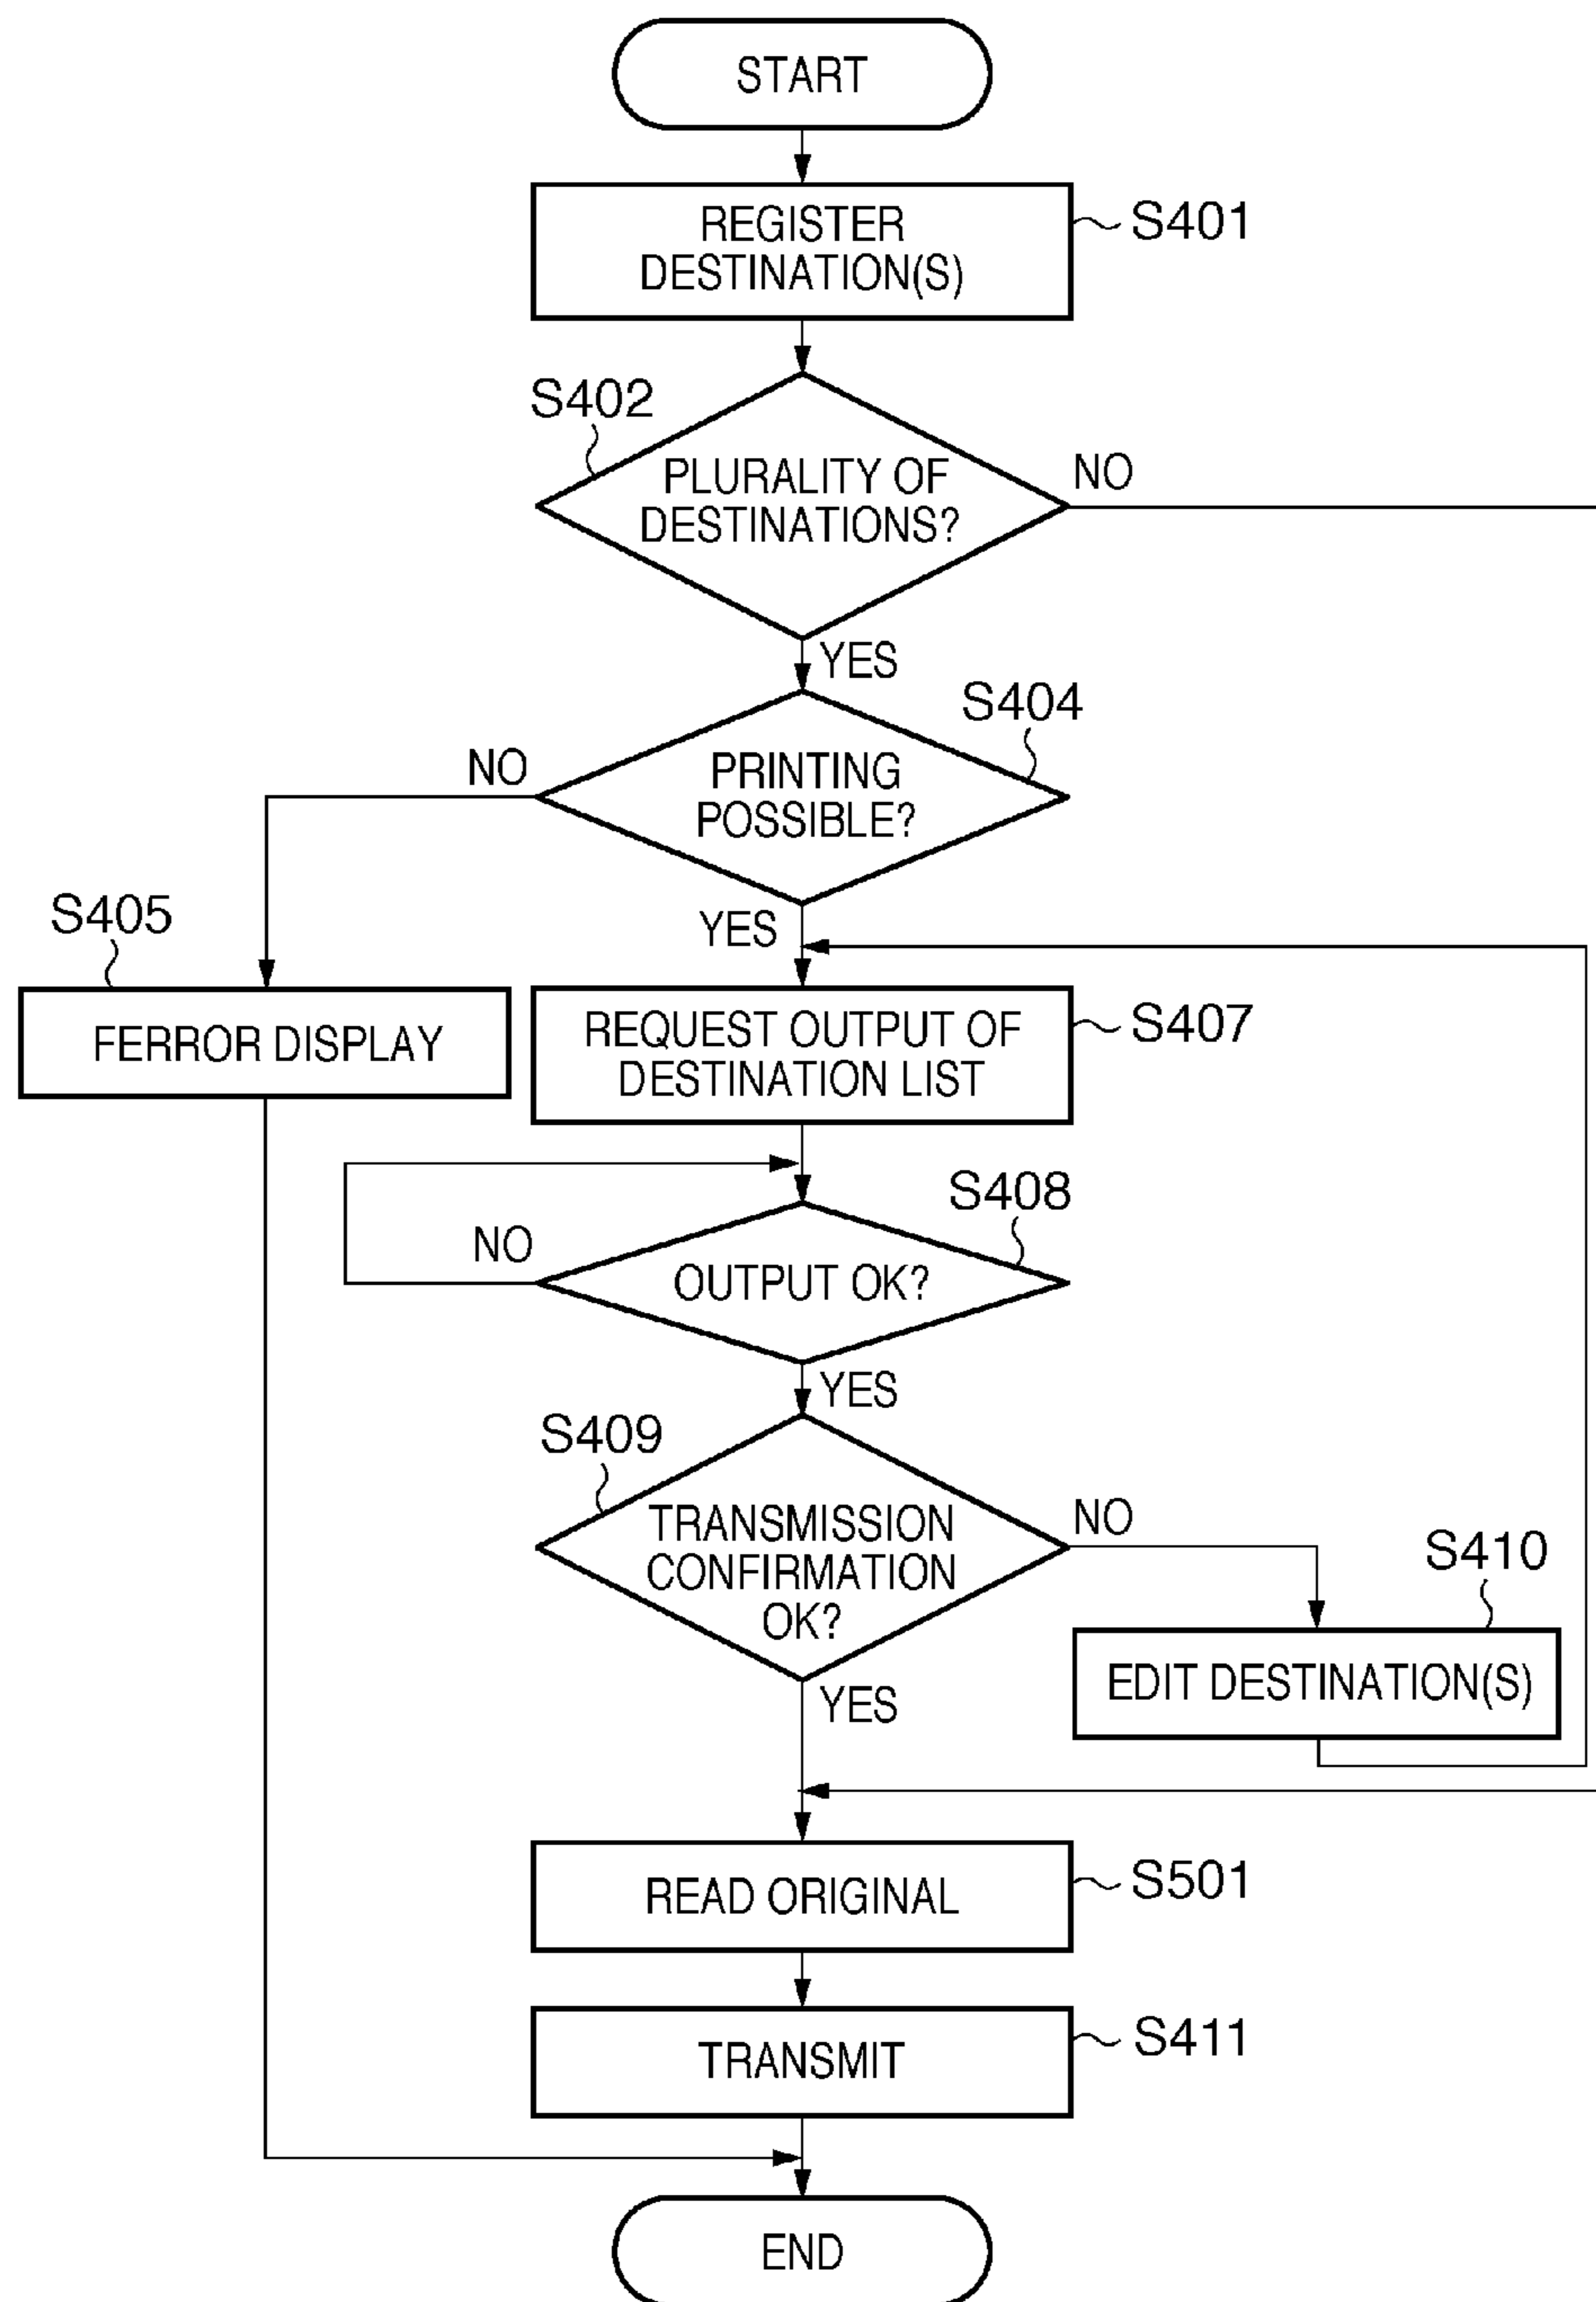 START
REGISTER
DESTINATION(S)
S401
S402
PLURALITY OF
DESTINATIONS?
NO
YES
S404
PRINTING
POSSIBLE?
NO
YES
S405
FERROR DISPLAY
REQUEST OUTPUT OF
DESTINATION LIST
S407
S408
OUTPUT OK?
NO
YES
S409
TRANSMISSION
CONFIRMATION
OK?
NO
YES
S410
EDIT DESTINATION(S)
READ ORIGINAL
S501
TRANSMIT
S411
END